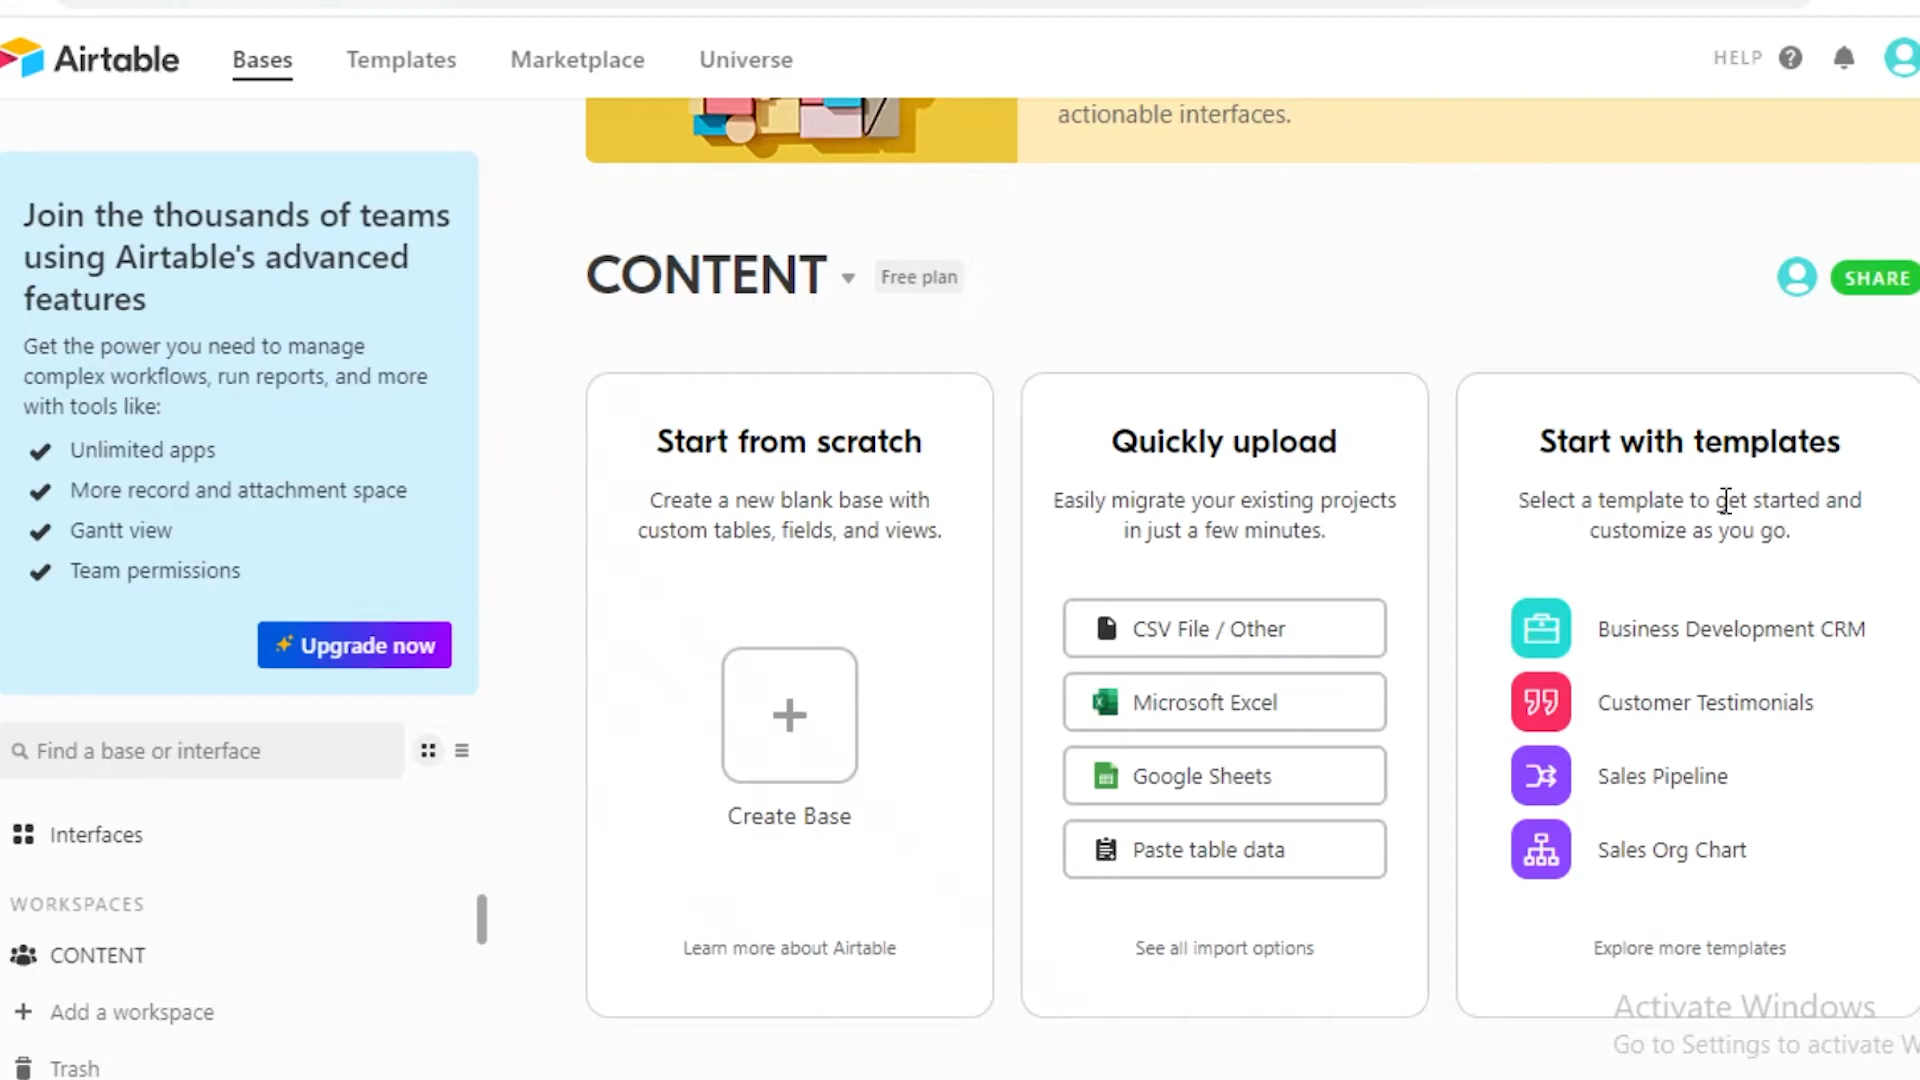 Airtable
Bases
Templates
Marketplace
Universe
HELP
actionable interfaces.
Join the thousands of teams
using Airtable's advanced
features
Get the power you need to manage
complex workflows, run reports, and more
with tools like:
Unlimited apps
More record and attachment space
Gantt view
Team permissions
Upgrade now
Find a base or interface
Interfaces
WORKSPACES
CONTENT
Add a workspace
Trash
CONTENT
Free plan
SHARE
Start from scratch
Create a new blank base with
custom tables, fields, and views.
Create Base
Learn more about Airtable
Quickly upload
Easily migrate your existing projects
in just a few minutes.
CSV File / Other
Microsoft Excel
Google Sheets
Paste table data
See all import options
Start with templates
Select a template to get started and
customize as you go.
Business Development CRM
Customer Testimonials
Sales Pipeline
Sales Org Chart
Explore more templates
Activate Windows
Go to Settings to activate W